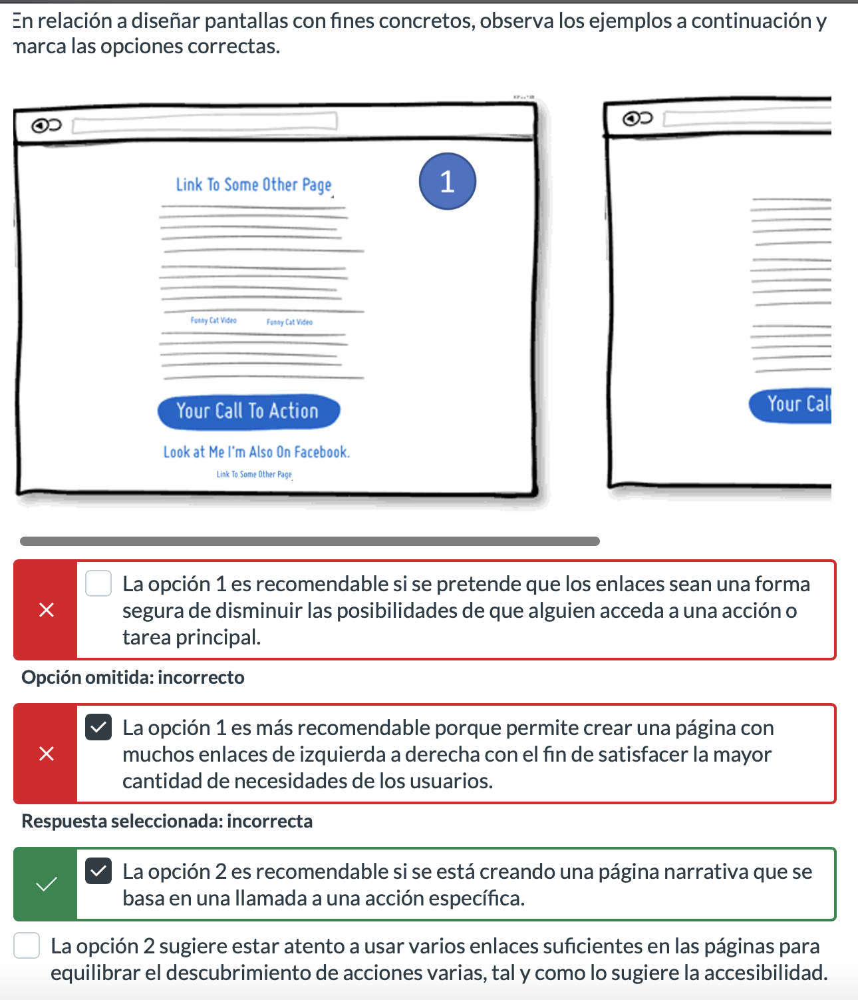 En relación a diseñar pantallas con fines concretos, observa los ejemplos a continuación y
marca las opciones correctas.
Link To Some Other Page
1
Funny Cat Video Funny Cat Video
Your Call To Action
Look at Me I'm Also On Facebook.
Link To Some Other Page
Your Call
La opción 1 es recomendable si se pretende que los enlaces sean una forma
segura de disminuir las posibilidades de que alguien acceda a una acción o
tarea principal.
Opción omitida: incorrecto
La opción 1 es más recomendable porque permite crear una página con
muchos enlaces de izquierda a derecha con el fin de satisfacer la mayor
cantidad de necesidades de los usuarios.
Respuesta seleccionada: incorrecta
La opción 2 es recomendable si se está creando una página narrativa que se
basa en una llamada a una acción específica.
La opción 2 sugiere estar atento a usar varios enlaces suficientes en las páginas para
equilibrar el descubrimiento de acciones varias, tal y como lo sugiere la accesibilidad.